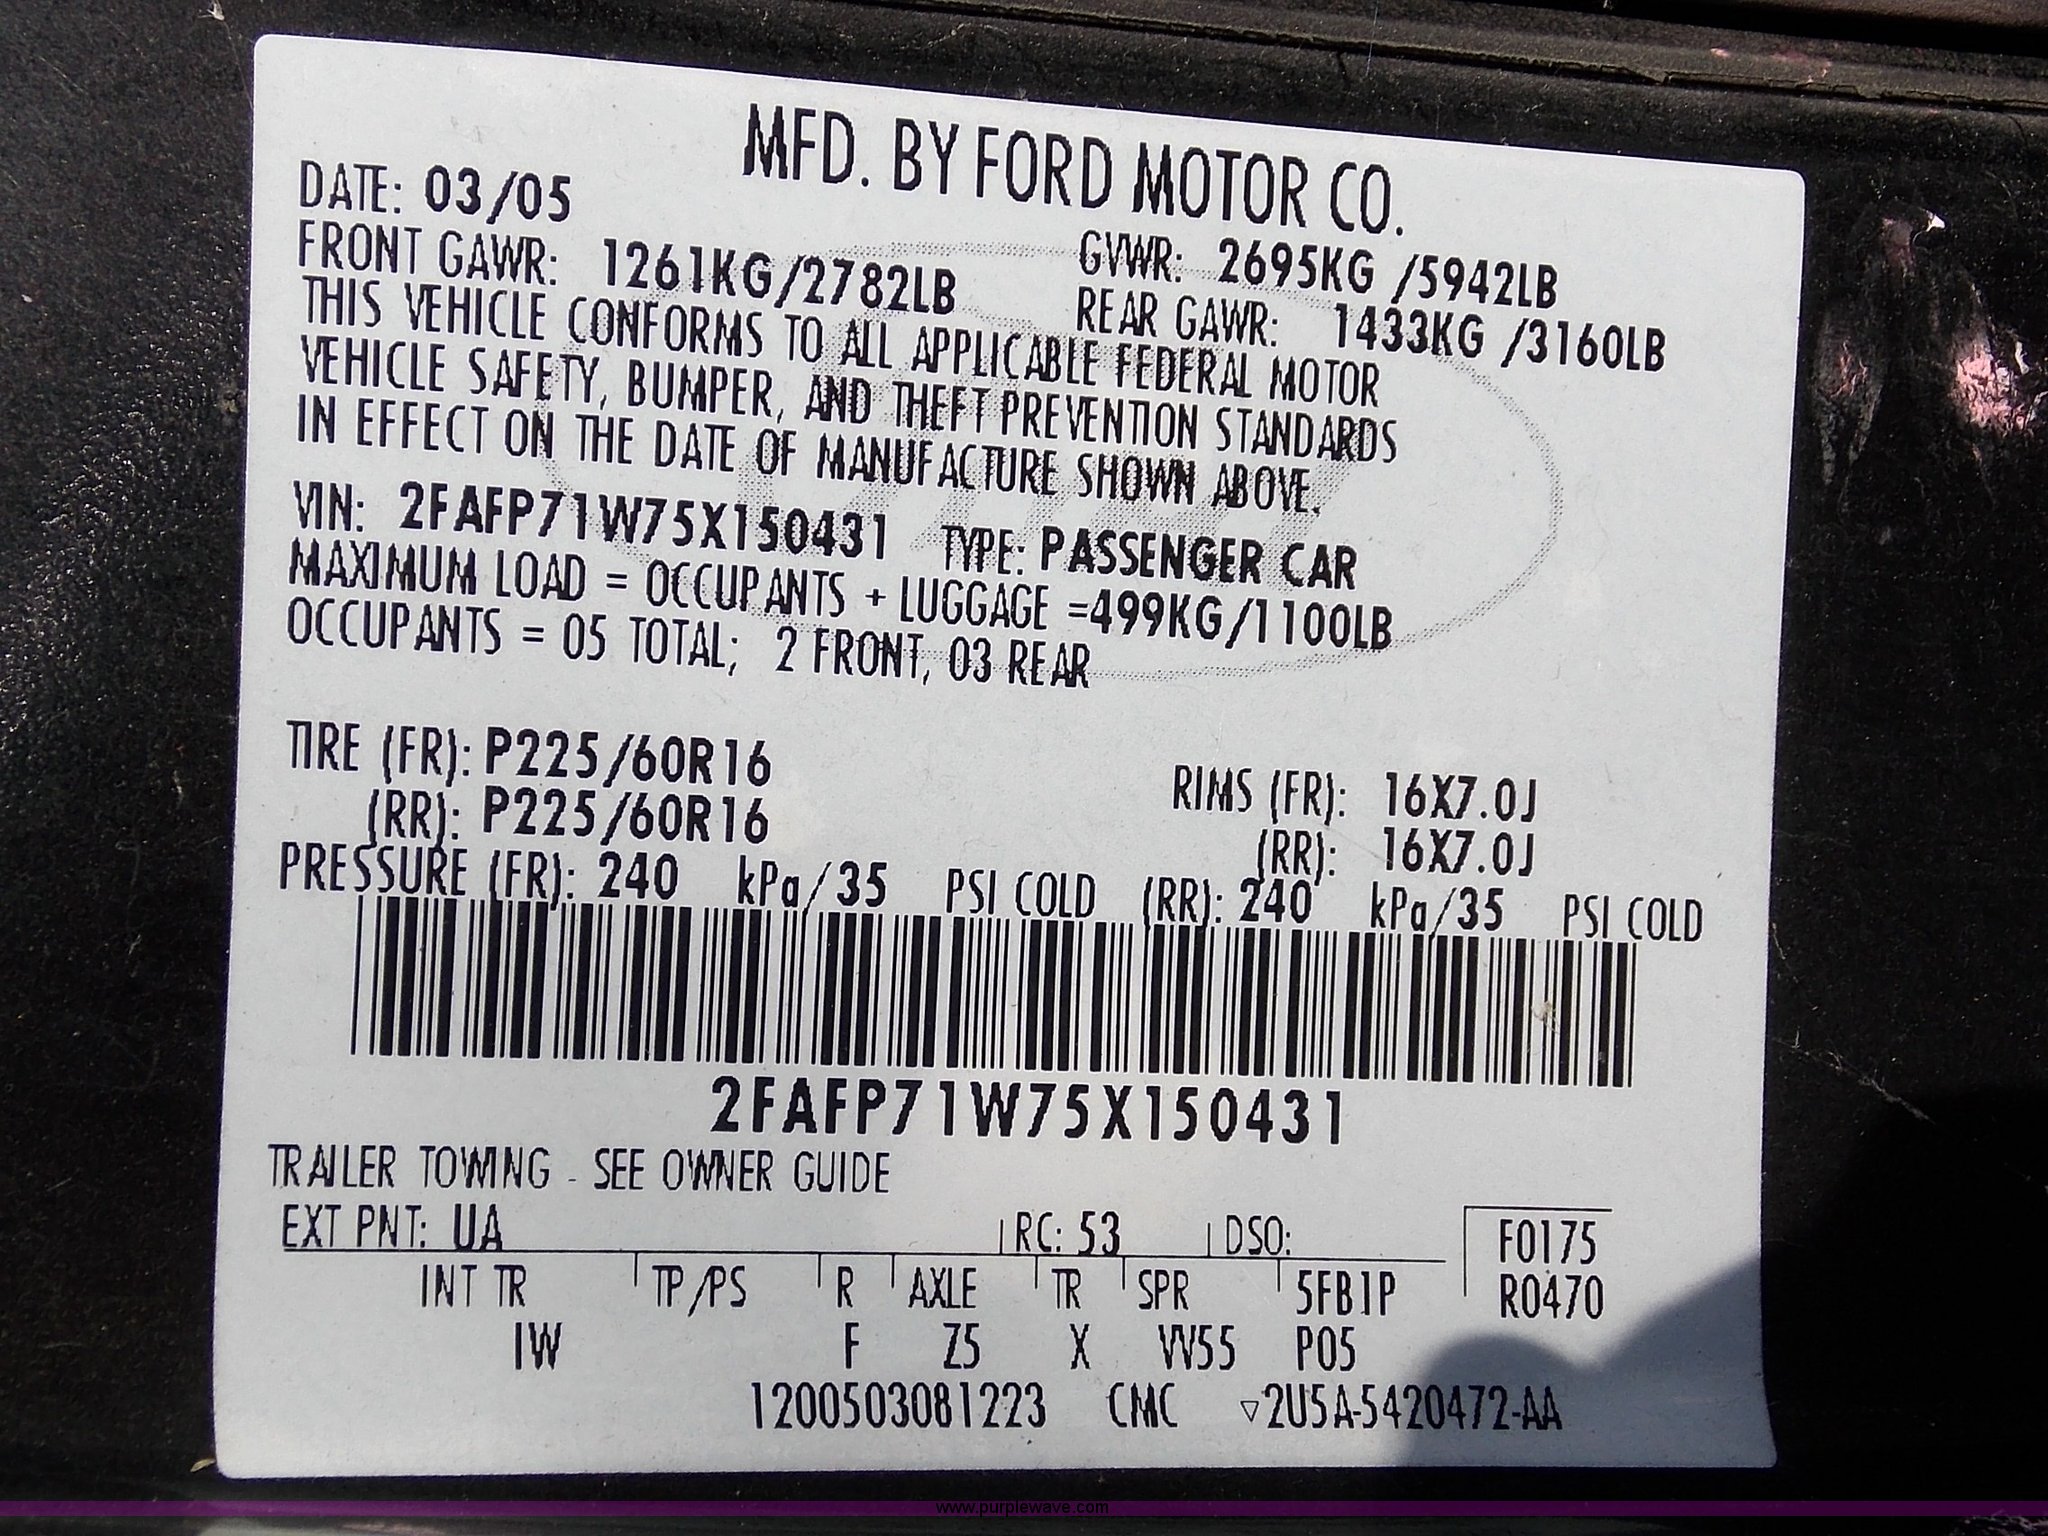 MFD. BY FORD MOTOR CO.
DATE: 03/05
GVWR: 2695KG /5942LB
FRONT GAWR: 1261KG/2782LB
REAR GAWR: 1433KG /3160LB
THIS VEHICLE CONFORMS TO ALL APPLICABLE FEDERAL MOTOR
VEHICLE SAFETY, BUMPER, AND THEFT PREVENTION STANDARDS
IN EFFECT ON THE DATE OF MANUFACTURE SHOWN ABOVE.
VIN: 2FAFP71W75X150431 TYPE: PASSENGER CAR
MAXIMUM LOAD = OCCUPANTS + LUGGAGE =499KG/1100LB
OCCUPANTS = 05 TOTAL; 2 FRONT, 03 REAR
TIRE (FR): P225/60R16 RIMS (FR): 16X7.0J
(RR): P225/60R16 (RR): 16X7.0J
PRESSURE (FR): 240 kPa/35 PSI COLD (RR): 240 kPa/35 PSI COLD
2FAFP71W75X150431
TRAILER TOWING - SEE OWNER GUIDE
EXT PNT: UA RC: 53 DSO: F0175
INT TR TP/PS R AXLE TR SPR 5FB1P R0470
IW F Z5 X VV55 P05
1200503081223 CMC ▽2U5A-5420472-AA
www.purplewave.com